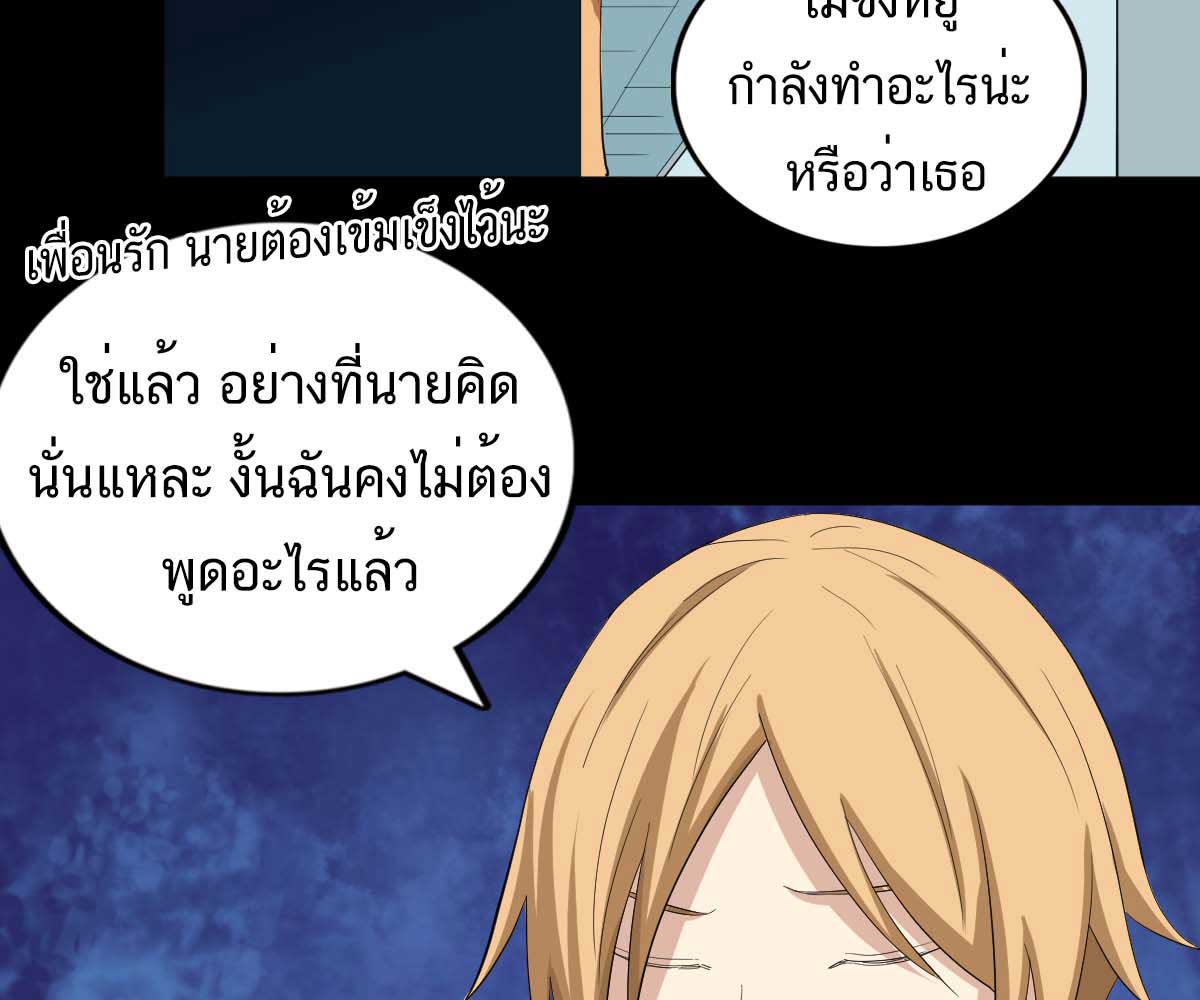 กำลังทำอะไรน่ะ
หรือว่าเธอ
เพื่อนรัก นายต้องเข้มแข็งไว้นะ
ใช่แล้ว อย่างที่นายคิด
นั่นแหละ งั้นฉันคงไม่ต้อง
พูดอะไรแล้ว